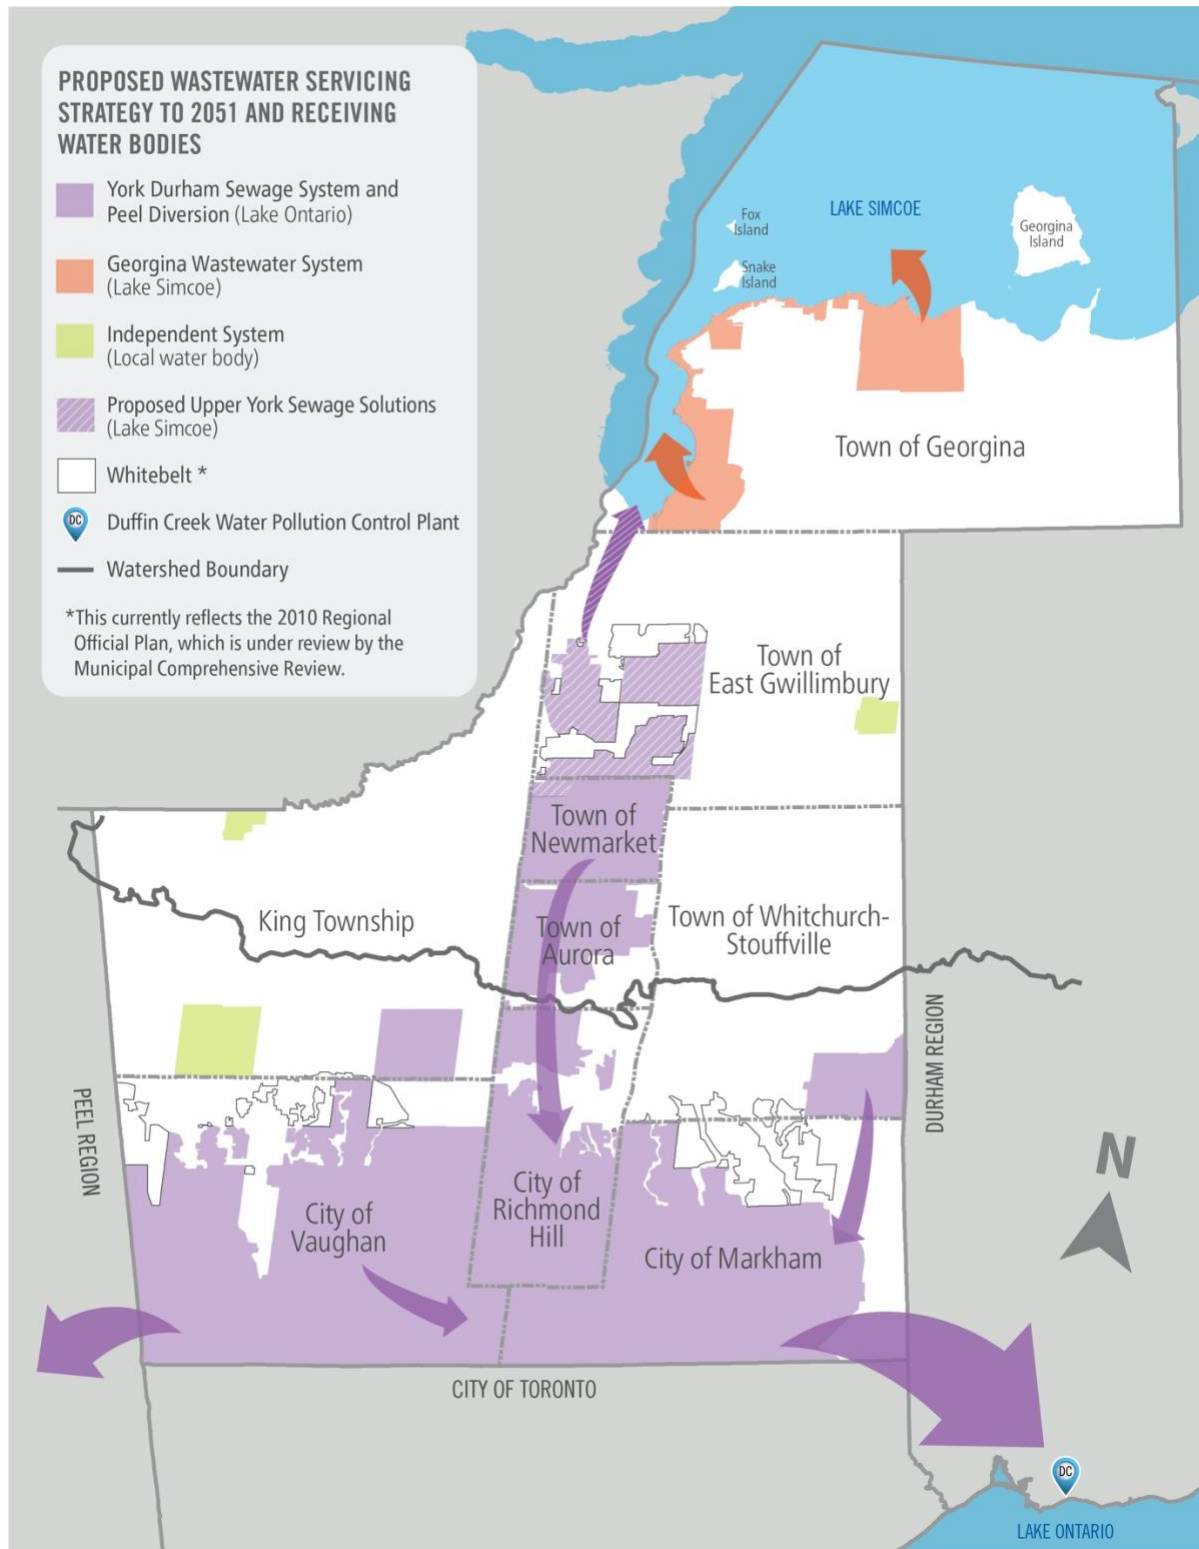 PROPOSED WASTEWATER SERVICING
STRATEGY TO 2051 AND RECEIVING
WATER BODIES
York Durham Sewage System and
Peel Diversion (Lake Ontario)
Georgina Wastewater System
(Lake Simcoe)
Independent System
(Local water body)
Proposed Upper York Sewage Solutions
(Lake Simcoe)
Whitebelt *
DC
Duffin Creek Water Pollution Control Plant
Watershed Boundary
*This currently reflects the 2010 Regional
Official Plan, which is under review by the
Municipal Comprehensive Review.
LAKE SIMCOE
Fox
Island
Snake
Island
Georgina
Island
Town of Georgina
Town of
East Gwillimbury
Town of
Newmarket
King Township
Town of
Aurora
Town of Whitchurch-
Stouffville
PEEL REGION
DURHAM REGION
City of
Vaughan
City of
Richmond
Hill
City of Markham
N
CITY OF TORONTO
DC
LAKE ONTARIO